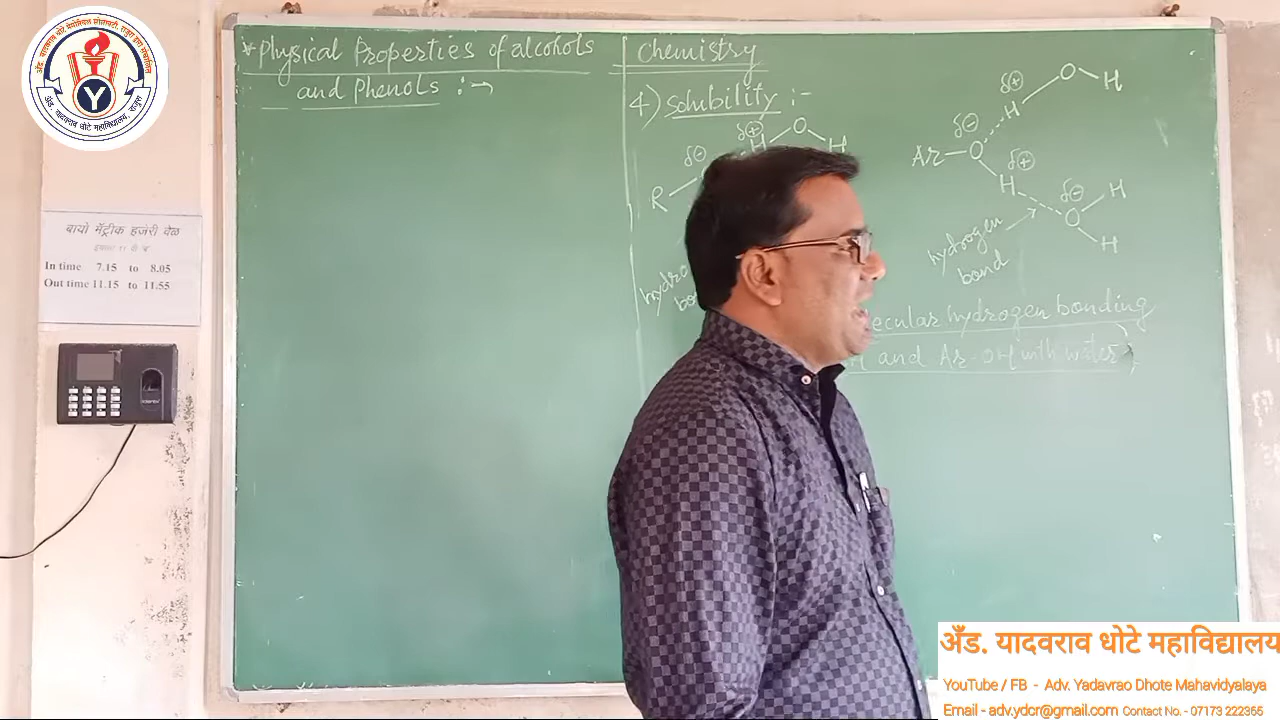 * Physical Properties of alcohols
and Phenols :→
Chemistry
4) Solubility :-
δ⊕
O
H
H
δ⊖
R
hydro
bo
δ⊕
O
H
H
δ⊖
Ar
O
δ⊕
H
δ⊖
H
O
H
hydrogen
bond
ecular hydrogen bonding
and Ar-OH (with water)
बायो मॅट्रीक हजेरी वेळ
In time 7.15 to 8.05
Out time 11.15 to 11.55
Y
अँड. यादवराव धोटे महाविद्यालय
YouTube / FB - Adv. Yadavrao Dhote Mahavidyalaya
Email - adv.ydcr@gmail.com Contact No. - 07173 222365